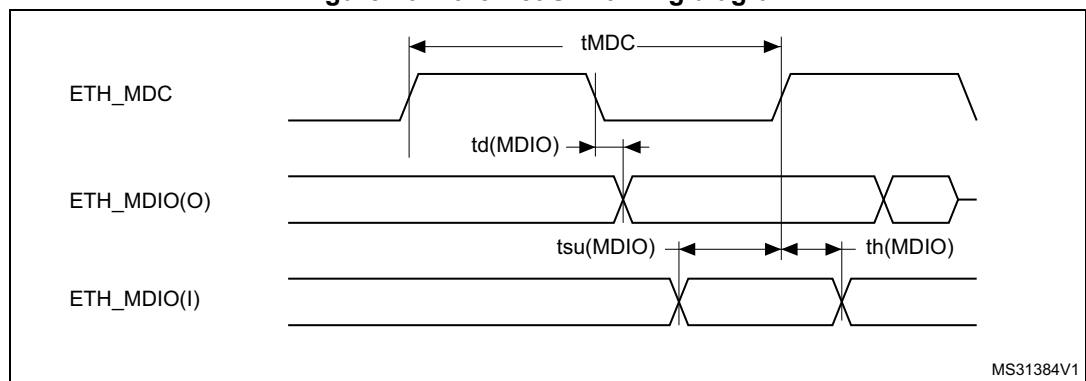 tMDC
ETH_MDC
td(MDIO)
ETH_MDIO(O)
tsu(MDIO)
th(MDIO)
ETH_MDIO(I)
MS31384V1